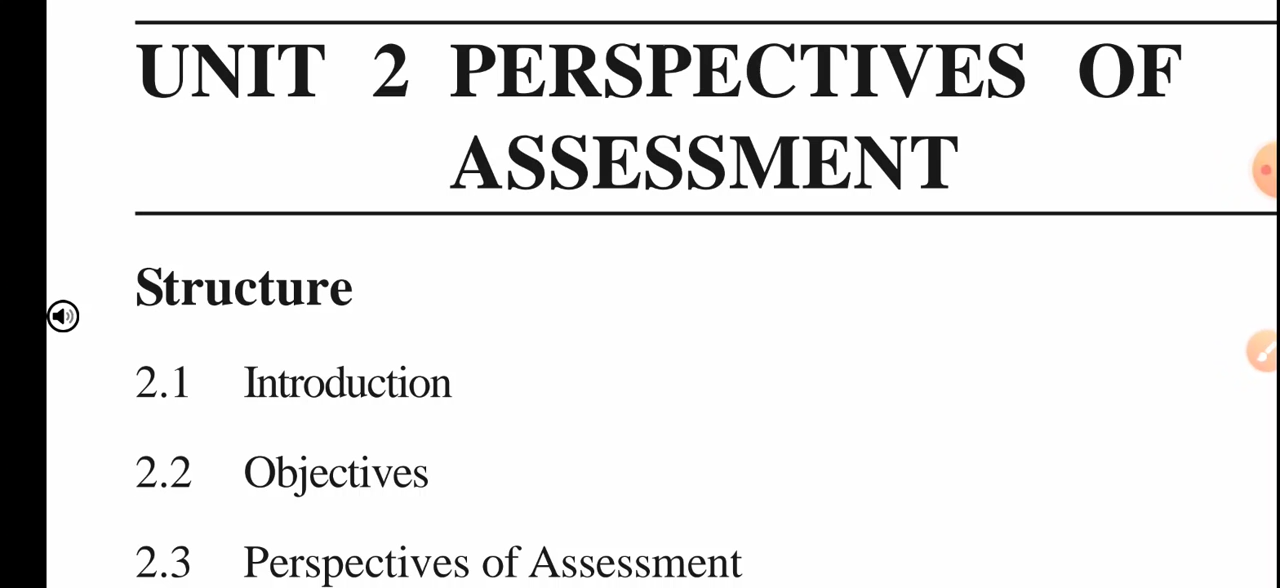 UNIT 2 PERSPECTIVES OF
ASSESSMENT
Structure
2.1 Introduction
2.2 Objectives
2.3 Perspectives of Assessment